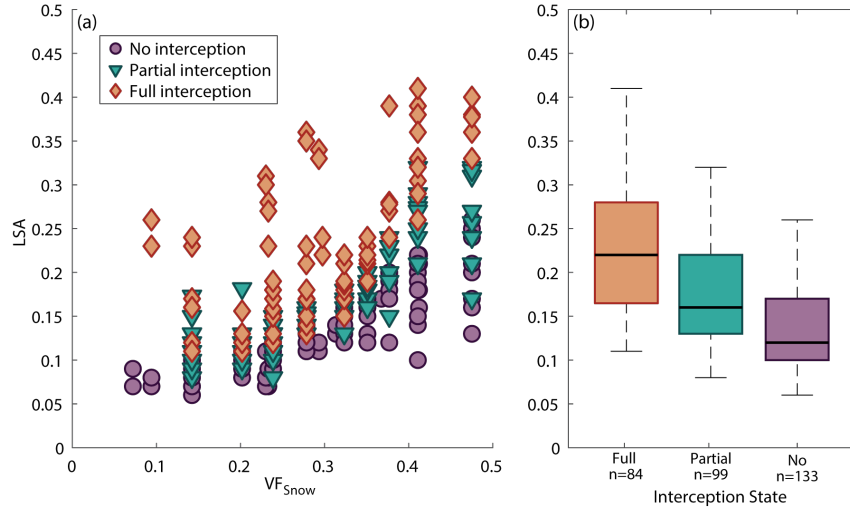 (a)
No interception
Partial interception
Full interception
0.5
0.45
0.4
0.35
0.3
0.25
0.2
0.15
0.1
0.05
0
LSA
0 0.1 0.2 0.3 0.4 0.5
VFSnow
(b)
0.5
0.45
0.4
0.35
0.3
0.25
0.2
0.15
0.1
0.05
0
Full Partial No
n=84 n=99 n=133
Interception State